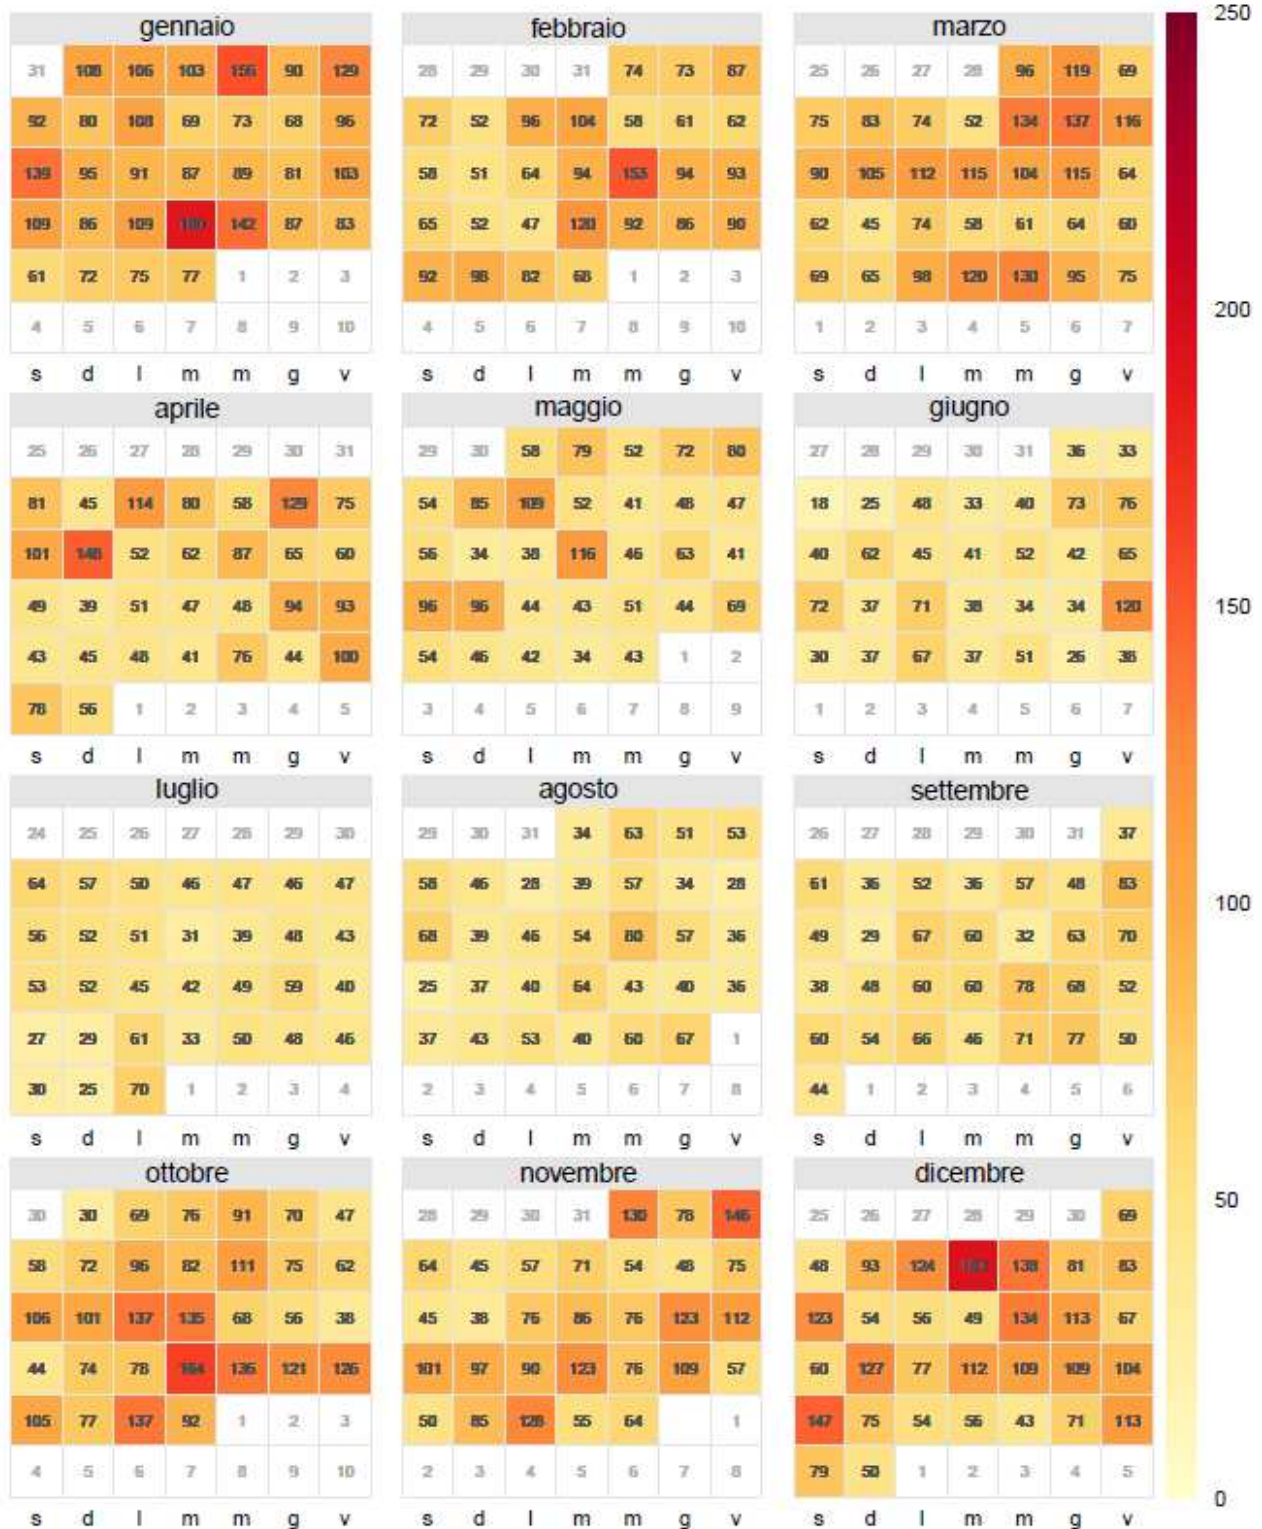 gennaio febbraio marzo 250
31 108 106 103 156 90 129 28 29 30 31 74 73 87 25 26 27 28 96 119 69
92 80 108 69 73 68 96 72 52 96 104 58 61 62 75 83 74 52 134 137 116
139 95 91 87 89 81 103 58 51 64 94 153 94 93 90 105 112 115 104 115 64
109 86 109 142 87 83 65 52 47 120 92 86 90 62 45 74 58 61 64 60
61 72 75 77 1 2 3 92 98 82 68 1 2 3 69 65 98 120 130 95 75
200
4 5 6 7 8 9 10 4 5 6 7 8 9 10 1 2 3 4 5 6 7
s d l m m g v s d l m m g v s d l m m g v
aprile maggio giugno
25 26 27 28 29 30 31 29 30 58 79 52 72 80 27 28 29 30 31 36 33
81 45 114 80 58 129 75 54 85 109 52 41 48 47 18 25 48 33 40 73 76
101 148 52 62 87 65 60 56 34 38 116 46 63 41 40 62 45 41 52 42 65
49 39 51 47 48 94 93 96 96 44 43 51 44 69 72 37 71 38 34 34 120 150
43 45 48 41 76 44 100 54 46 42 34 43 1 2 30 37 67 37 51 26 38
78 56 1 2 3 4 5 3 4 5 6 7 8 9 1 2 3 4 5 6 7
s d l m m g v s d l m m g v s d l m m g v
luglio agosto settembre
24 25 26 27 28 29 30 29 30 31 34 63 51 53 26 27 28 29 30 31 37
64 57 50 46 47 46 47 58 46 28 39 57 34 28 61 36 52 36 57 48 83
100
56 52 51 31 39 48 43 68 39 46 54 80 57 36 49 29 67 60 32 63 70
53 52 45 42 49 59 40 25 37 40 64 43 40 36 38 48 60 60 78 68 52
27 29 61 33 50 48 46 37 43 53 40 60 67 1 60 54 66 46 71 77 50
30 25 70 1 2 3 4 2 3 4 5 6 7 8 44 1 2 3 4 5 6
s d l m m g v s d l m m g v s d l m m g v
ottobre novembre dicembre
30 30 69 76 91 70 47 28 29 30 31 130 78 146 25 26 27 28 29 30 69 50
58 72 96 82 111 75 62 64 45 57 71 54 48 75 48 93 124 138 81 83
106 101 137 135 68 56 38 45 38 76 86 76 123 112 123 54 56 49 134 113 67
44 74 78 164 136 121 126 101 97 90 123 76 109 57 60 127 77 112 109 109 104
105 77 137 92 1 2 3 50 85 128 55 64 1 147 75 54 56 43 71 113
4 5 6 7 8 9 10 2 3 4 5 6 7 8 79 50 1 2 3 4 5 0
s d l m m g v s d l m m g v s d l m m g v